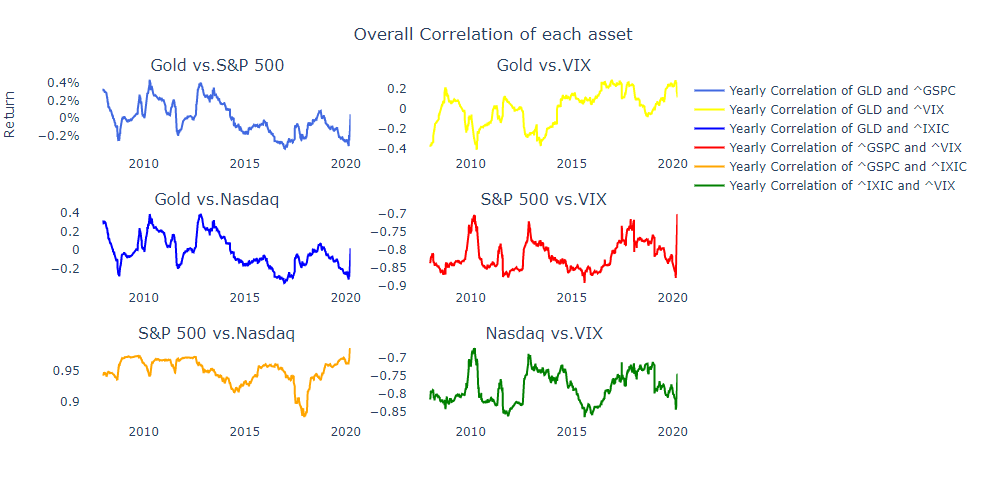 Overall Correlation of each asset
Gold vs.S&P 500
Gold vs.VIX
Return
0.4%
0.2%
0%
−0.2%
2010
2015
2020
0.2
0
−0.2
−0.4
2010
2015
2020
Yearly Correlation of GLD and ^GSPC
Yearly Correlation of GLD and ^VIX
Yearly Correlation of GLD and ^IXIC
Yearly Correlation of ^GSPC and ^VIX
Yearly Correlation of ^GSPC and ^IXIC
Yearly Correlation of ^IXIC and ^VIX
Gold vs.Nasdaq
S&P 500 vs.VIX
0.4
0.2
0
−0.2
2010
2015
2020
−0.7
−0.75
−0.8
−0.85
−0.9
2010
2015
2020
S&P 500 vs.Nasdaq
Nasdaq vs.VIX
0.95
0.9
2010
2015
2020
−0.7
−0.75
−0.8
−0.85
2010
2015
2020